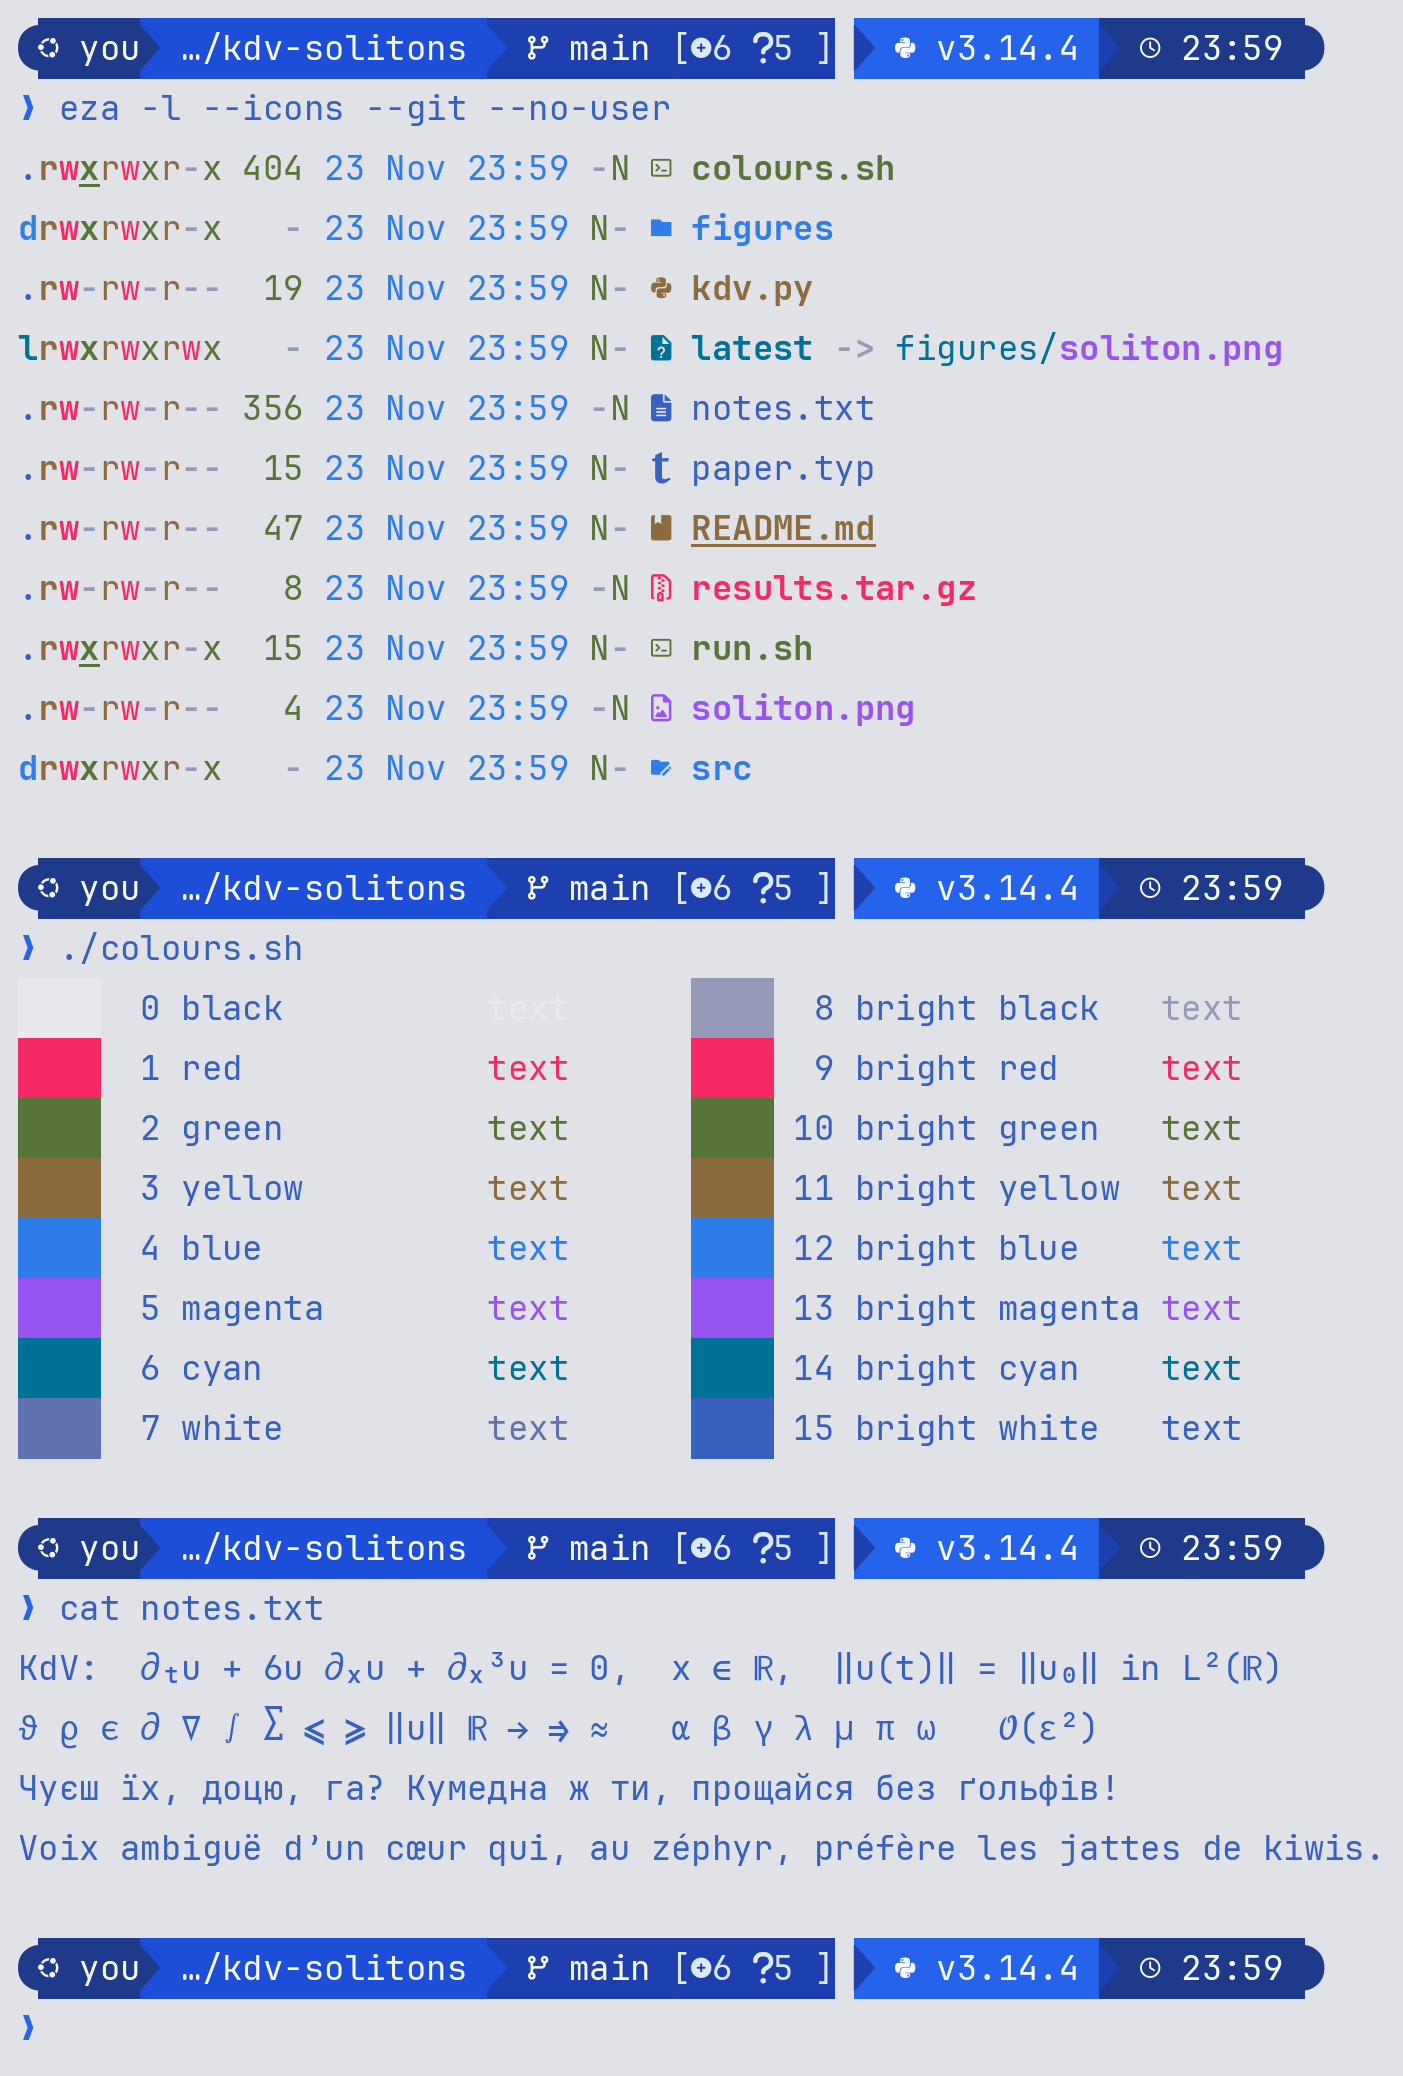 you …/kdv-solitons main [6 ?5 ] v3.14.4 23:59
❱ eza -l --icons --git --no-user
.rwxrwxr-x 404 23 Nov 23:59 -N colours.sh
drwxrwxr-x - 23 Nov 23:59 N- figures
.rw-rw-r-- 19 23 Nov 23:59 N- kdv.py
lrwxrwxrwx - 23 Nov 23:59 N- latest -> figures/soliton.png
.rw-rw-r-- 356 23 Nov 23:59 -N notes.txt
.rw-rw-r-- 15 23 Nov 23:59 N- paper.typ
.rw-rw-r-- 47 23 Nov 23:59 N- README.md
.rw-rw-r-- 8 23 Nov 23:59 -N results.tar.gz
.rwxrwxr-x 15 23 Nov 23:59 N- run.sh
.rw-rw-r-- 4 23 Nov 23:59 -N soliton.png
drwxrwxr-x - 23 Nov 23:59 N- src
you …/kdv-solitons main [6 ?5 ] v3.14.4 23:59
❱ ./colours.sh
0 black text 8 bright black text
1 red text 9 bright red text
2 green text 10 bright green text
3 yellow text 11 bright yellow text
4 blue text 12 bright blue text
5 magenta text 13 bright magenta text
6 cyan text 14 bright cyan text
7 white text 15 bright white text
you …/kdv-solitons main [6 ?5 ] v3.14.4 23:59
❱ cat notes.txt
KdV: ∂ₜu + 6u ∂ₓu + ∂ₓ³u = 0, x ∈ ℝ, ‖u(t)‖ = ‖u₀‖ in L²(ℝ)
ϑ ϱ ϵ ∂ ∇ ∫ ∑ ⩽ ⩾ ‖u‖ ℝ → ⇉ ≈ α β γ λ μ π ω 𝒪(ε²)
Чуєш їх, доцю, га? Кумедна ж ти, прощайся без ґольфів!
Voix ambiguë d’un cœur qui, au zéphyr, préfère les jattes de kiwis.
you …/kdv-solitons main [6 ?5 ] v3.14.4 23:59
❱